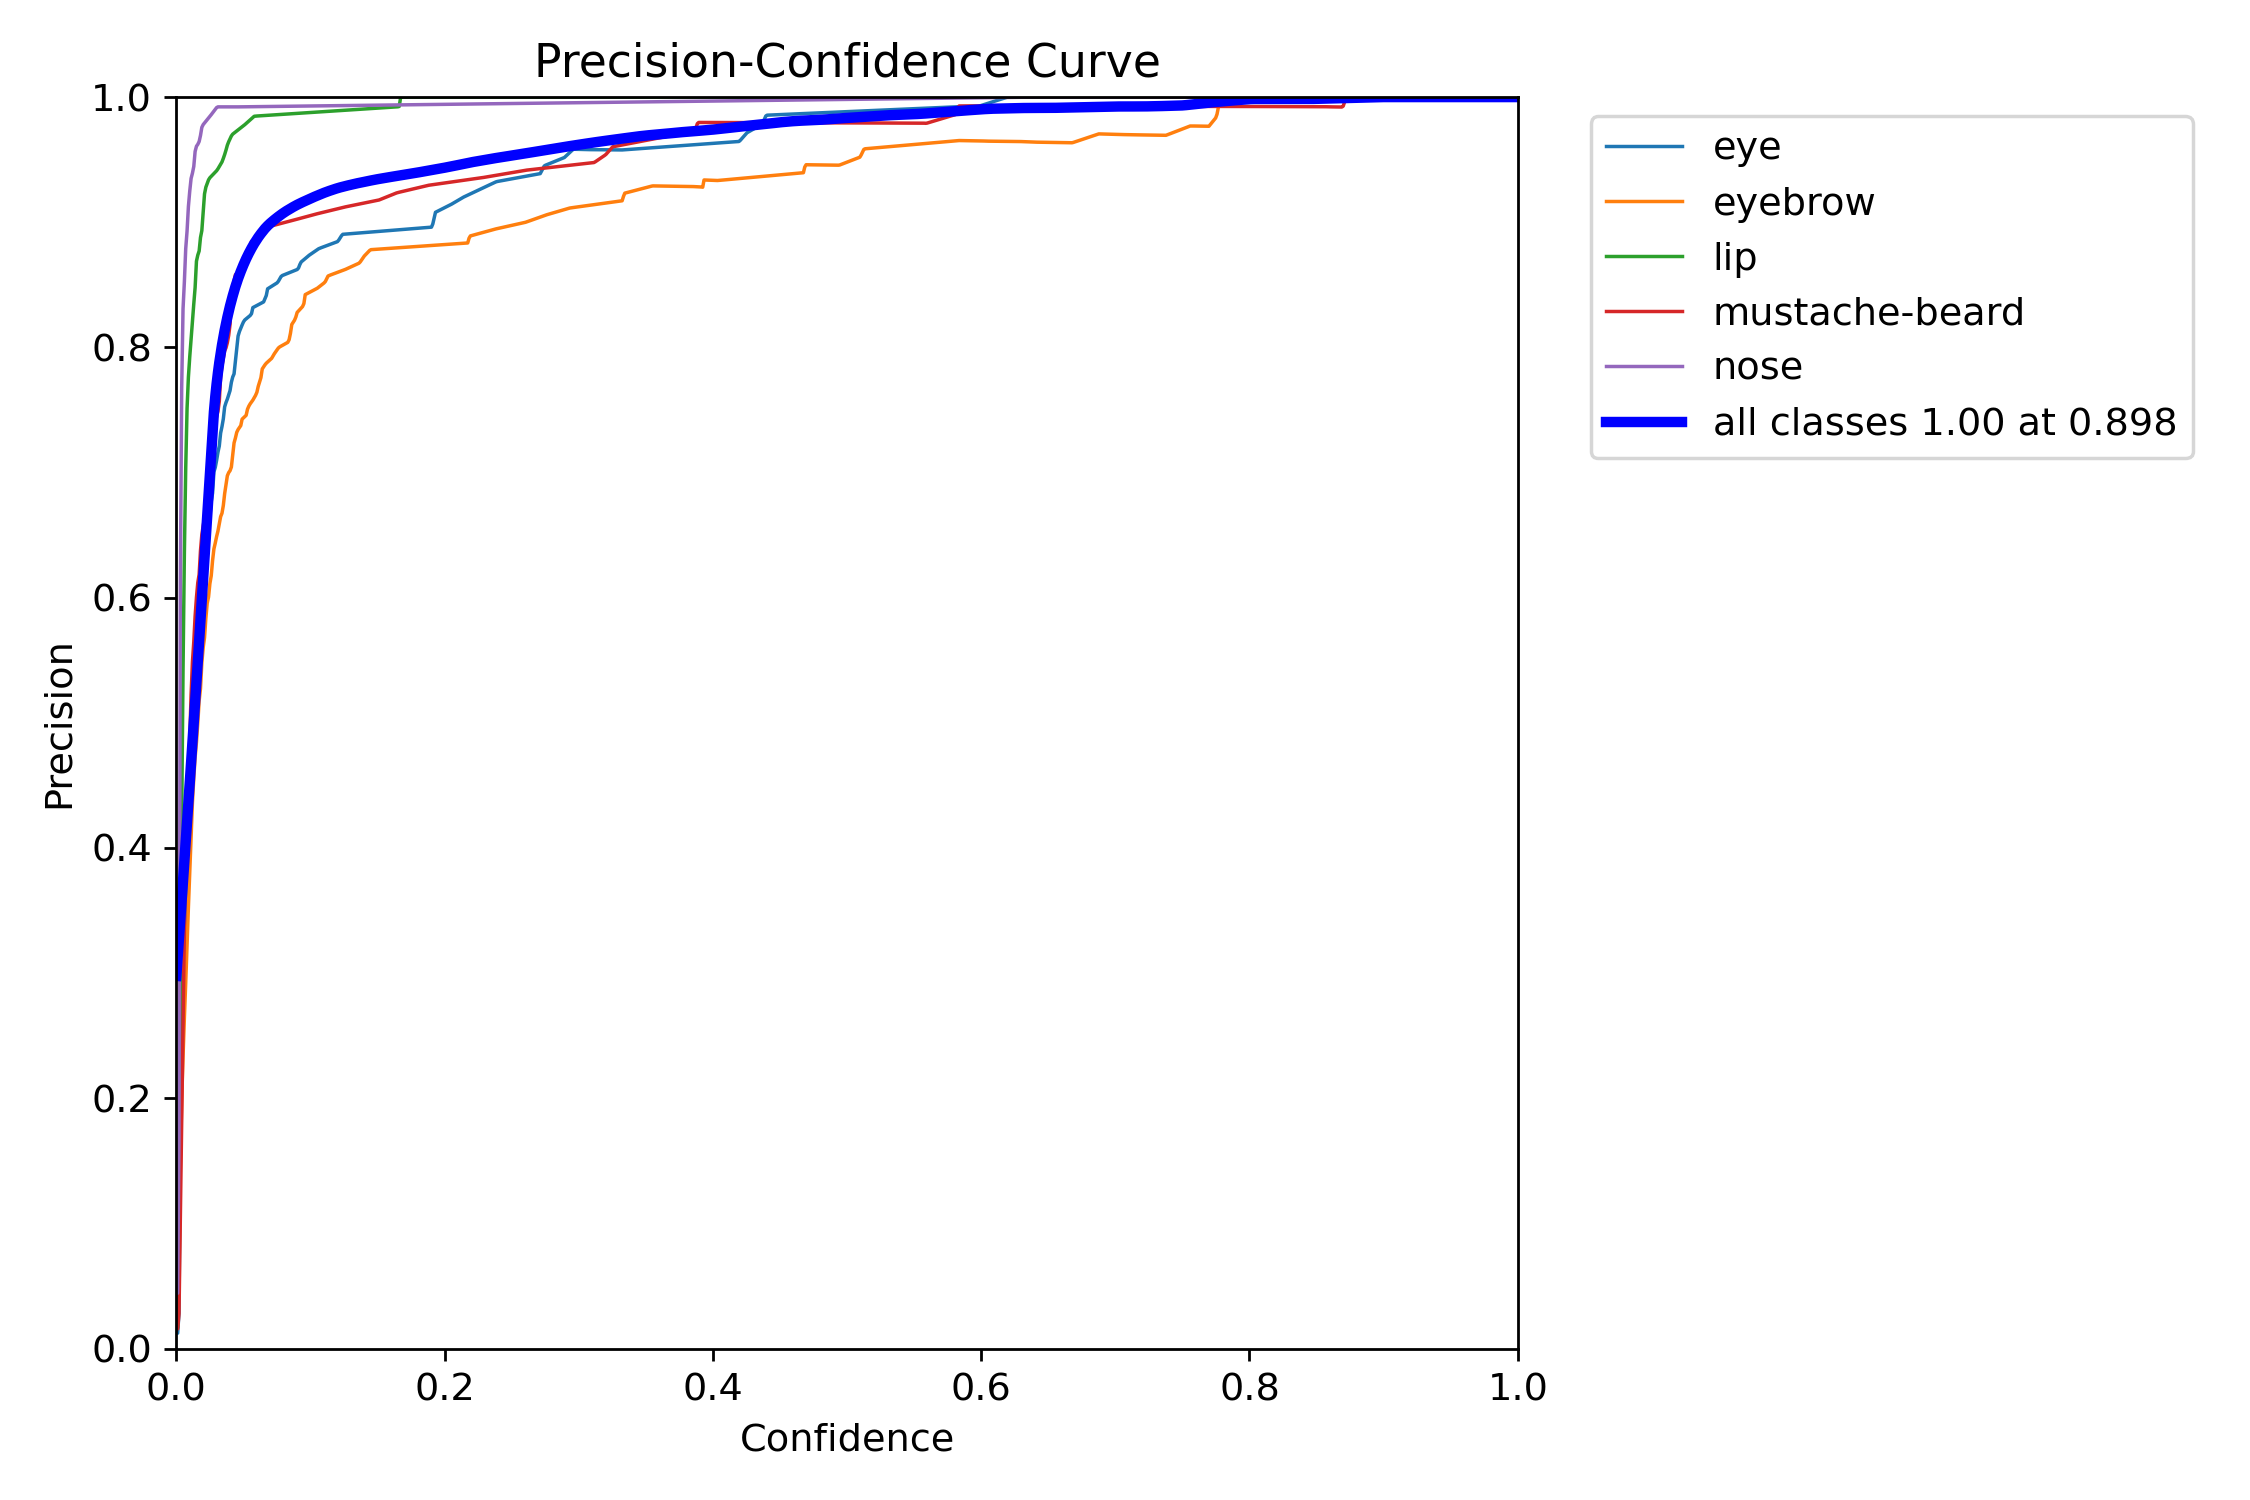 Precision-Confidence Curve
1.0
0.8
0.6
0.4
0.2
0.0
Precision
0.0 0.2 0.4 0.6 0.8 1.0
Confidence
eye
eyebrow
lip
mustache-beard
nose
all classes 1.00 at 0.898